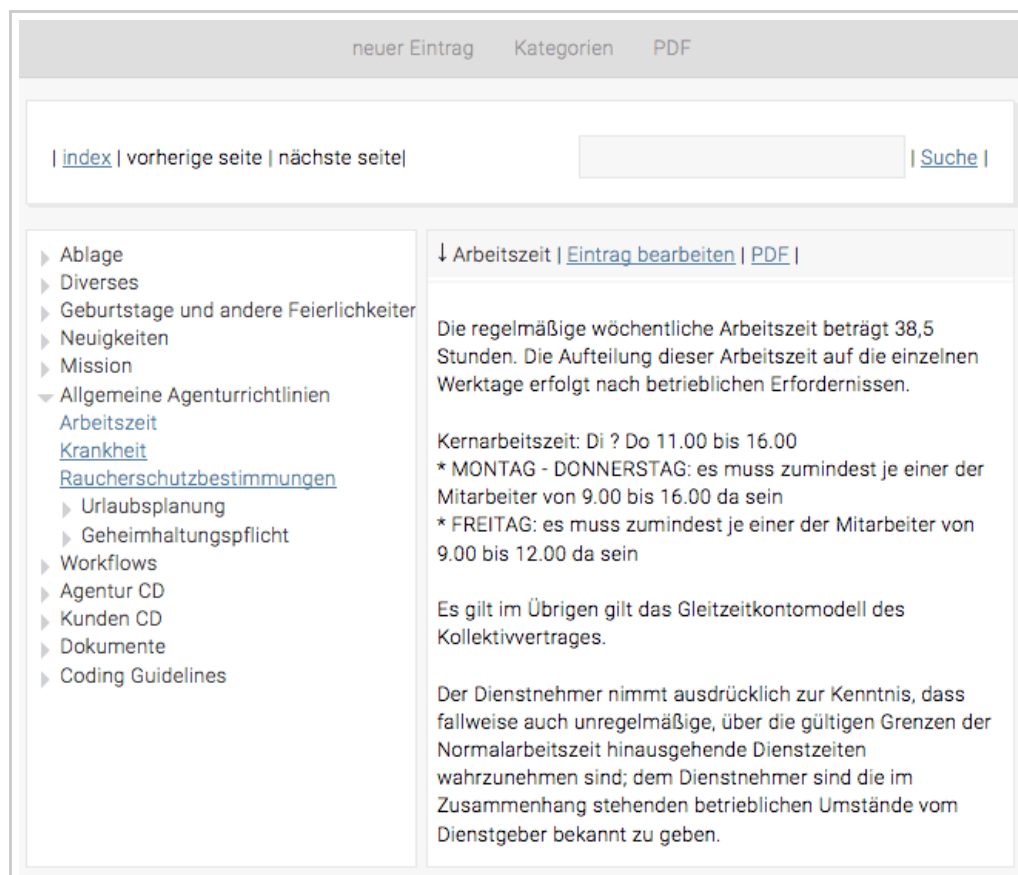 neuer Eintrag Kategorien PDF
| index | vorherige seite | nächste seite|
| Suche |
Ablage
Diverses
Geburtstage und andere Feierlichkeiter
Neuigkeiten
Mission
Allgemeine Agenturrichtlinien
Arbeitszeit
Krankheit
Raucherschutzbestimmungen
Urlaubsplanung
Geheimhaltungspflicht
Workflows
Agentur CD
Kunden CD
Dokumente
Coding Guidelines
↓ Arbeitszeit | Eintrag bearbeiten | PDF |
Die regelmäßige wöchentliche Arbeitszeit beträgt 38,5
Stunden. Die Aufteilung dieser Arbeitszeit auf die einzelnen
Werktage erfolgt nach betrieblichen Erfordernissen.
Kernarbeitszeit: Di ? Do 11.00 bis 16.00
* MONTAG - DONNERSTAG: es muss zumindest je einer der
Mitarbeiter von 9.00 bis 16.00 da sein
* FREITAG: es muss zumindest je einer der Mitarbeiter von
9.00 bis 12.00 da sein
Es gilt im Übrigen gilt das Gleitzeitkontomodell des
Kollektivvertrages.
Der Dienstnehmer nimmt ausdrücklich zur Kenntnis, dass
fallweise auch unregelmäßige, über die gültigen Grenzen der
Normalarbeitszeit hinausgehende Dienstzeiten
wahrzunehmen sind; dem Dienstnehmer sind die im
Zusammenhang stehenden betrieblichen Umstände vom
Dienstgeber bekannt zu geben.